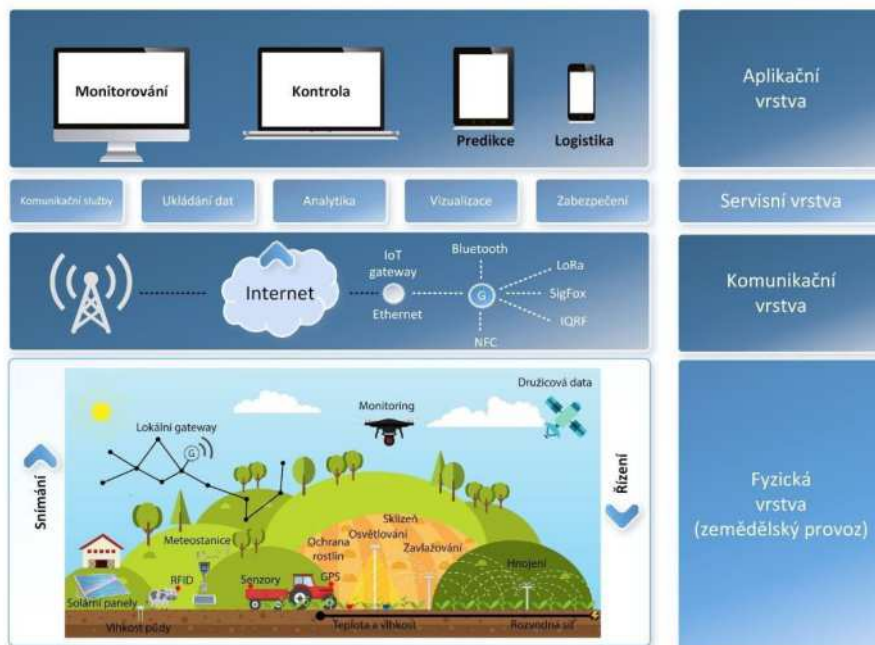 Monitorování
Kontrola
Predikce
Logistika
Aplikační
vrstva
Komunikační služby
Ukládání dat
Analytika
Vizualizace
Zabezpečení
Servisní vrstva
Internet
IoT
gateway
Ethernet
Bluetooth
G
LoRa
SigFox
IQRF
NFC
Komunikační
vrstva
Snímání
Řízení
Lokální gateway
G
Monitoring
Družicová data
Meteostanice
RFID
Solární panely
Vlhkost půdy
Senzory
GPS
Ochrana
rostlin
Osvětlování
Sklizeň
Zavlažování
Hnojení
Teplota a vlhkost
Rozvodná síť
Fyzická
vrstva
(zemědělský provoz)